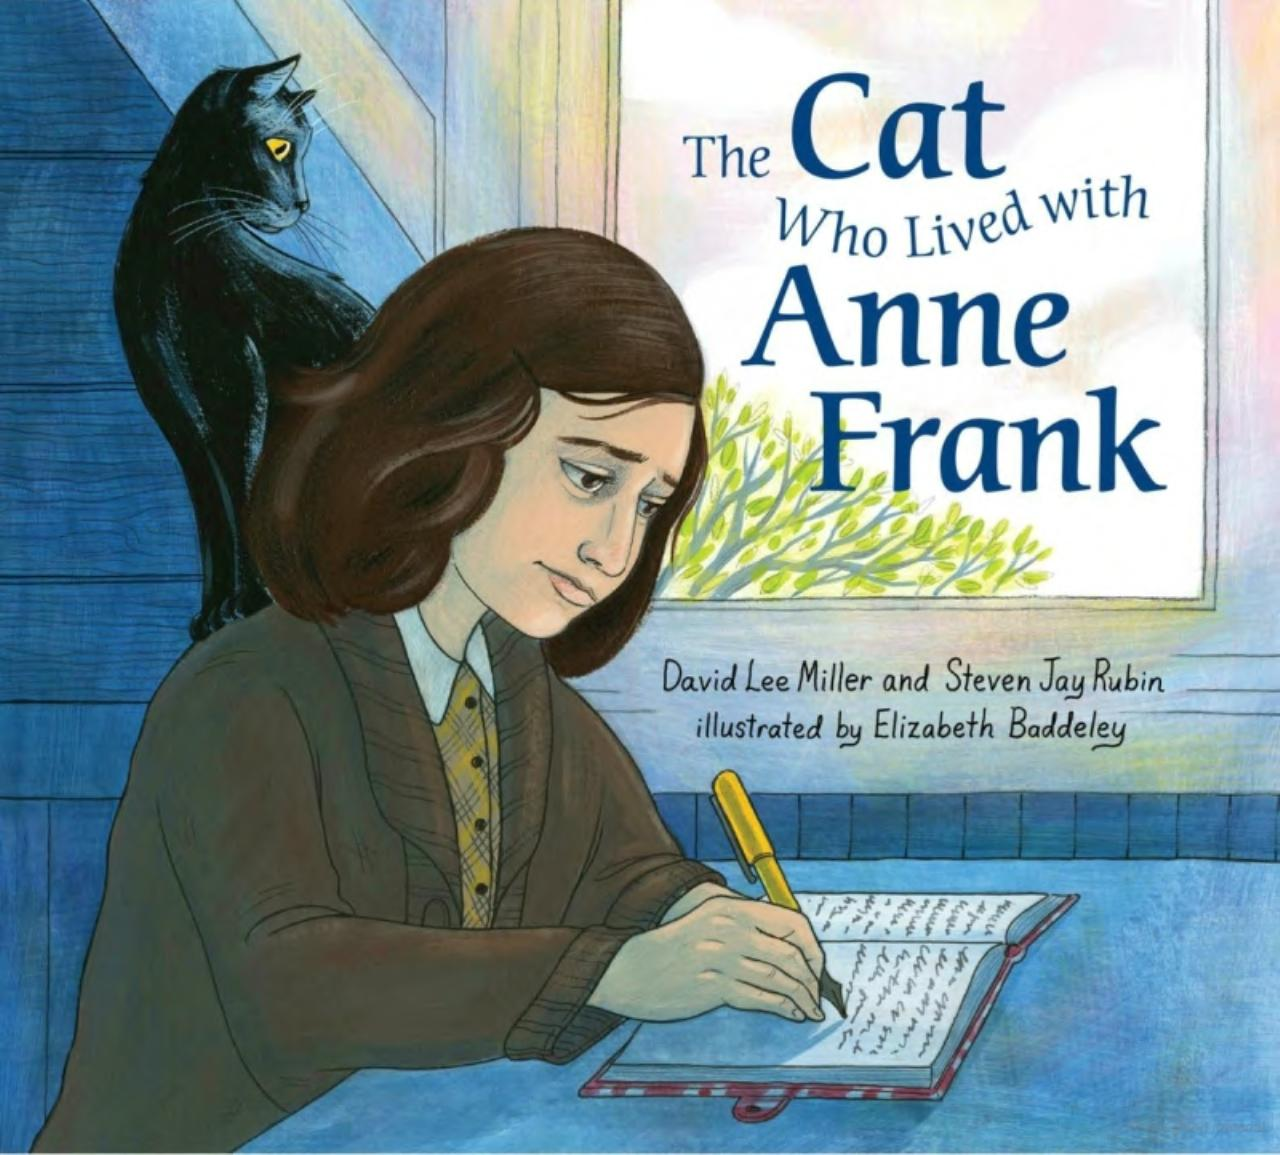 The Cat
Who Lived with
Anne
Frank
David Lee Miller and Steven Jay Rubin
illustrated by Elizabeth Baddeley